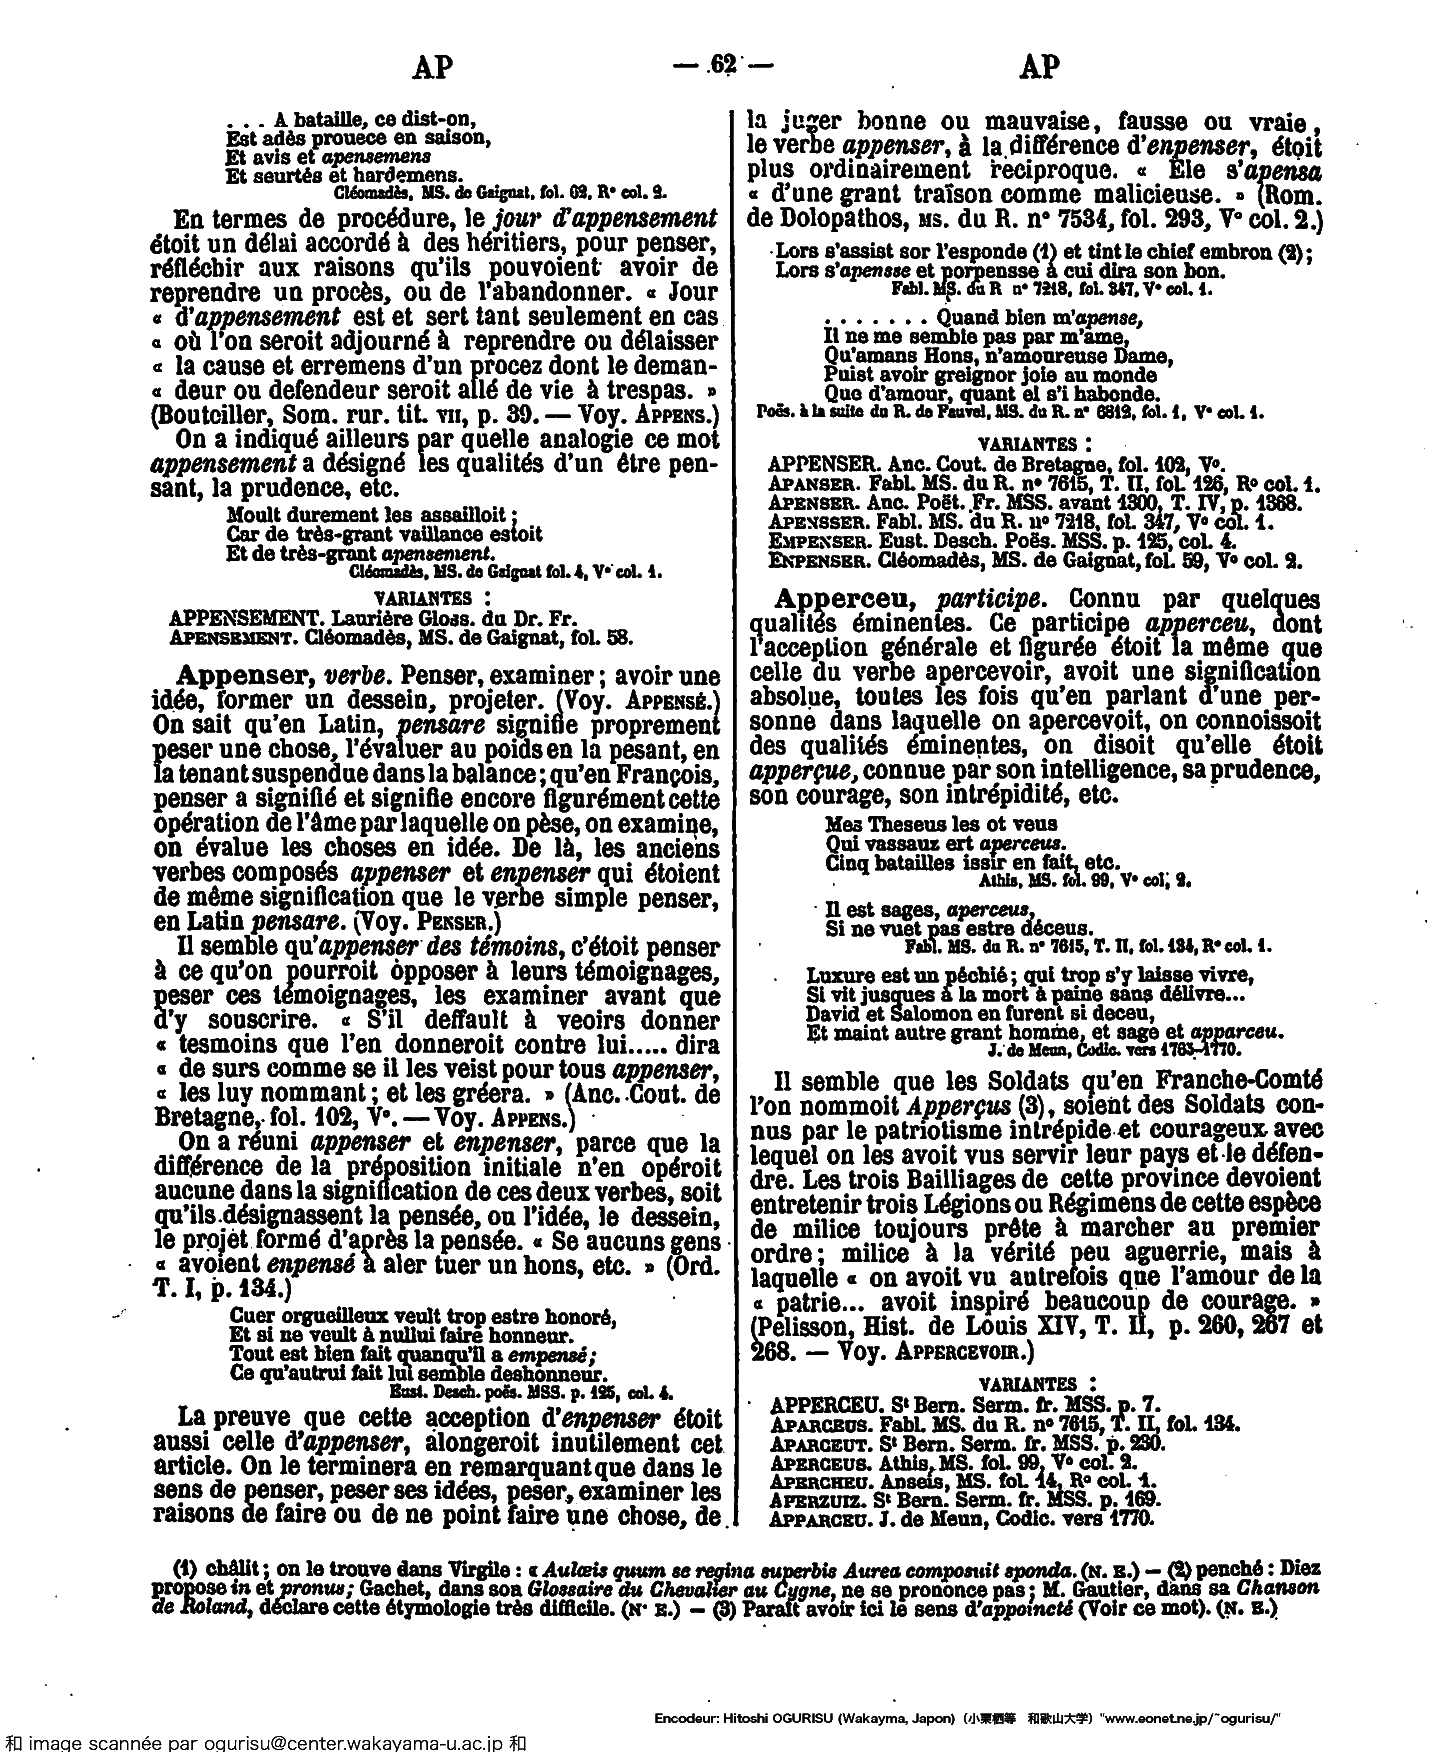 AP
— 62 —
AP
. . . A bataille, ce dist-on,
Est adès prouece en saison,
Et avis et apensemens
Et seurtés et hardemens.
Cléomadès, MS. de Gaignat, fol. 62, R° col. 2.
En termes de procédure, le jour d'appensement
étoit un délai accordé à des héritiers, pour penser,
réfléchir aux raisons qu'ils pouvoient avoir de
reprendre un procès, ou de l'abandonner. « Jour
« d'appensement est et sert tant seulement en cas
« où l'on seroit adjourné à reprendre ou délaisser
« la cause et erremens d'un procez dont le deman-
« deur ou defendeur seroit allé de vie à trespas. »
(Bouteiller, Som. rur. tit. VII, p. 39. — Voy. APPENS.)
On a indiqué ailleurs par quelle analogie ce mot
appensement a désigné les qualités d'un être pen-
sant, la prudence, etc.
Moult durement les assailloit ;
Car de très-grant vaillance estoit
Et de très-grant apensement.
Cléomadès, MS. de Gaignat fol. 4, V° col. 1.
VARIANTES :
APPENSEMENT. Laurière Gloss. du Dr. Fr.
APENSEMENT. Cléomadès, MS. de Gaignat, fol. 58.
Appenser, verbe. Penser, examiner ; avoir une
idée, former un dessein, projeter. (Voy. APPENSÉ.)
On sait qu'en Latin, pensare signifie proprement
peser une chose, l'évaluer au poids en la pesant, en
la tenant suspendue dans la balance ; qu'en François,
penser a signifié et signifie encore figurément cette
opération de l'âme par laquelle on pèse, on examine,
on évalue les choses en idée. De là, les anciens
verbes composés appenser et enpenser qui étoient
de même signification que le verbe simple penser,
en Latin pensare. (Voy. PENSER.)
Il semble qu'appenser des témoins, c'étoit penser
à ce qu'on pourroit opposer à leurs témoignages,
peser ces témoignages, les examiner avant que
d'y souscrire. « S'il deffault à veoirs donner
« tesmoins que l'en donneroit contre lui..... dira
« de surs comme se il les veist pour tous appenser,
« les luy nommant ; et les gréera. » (Anc. Cout. de
Bretagne, fol. 102, V°. — Voy. APPENS.)
On a réuni appenser et enpenser, parce que la
différence de la préposition initiale n'en opéroit
aucune dans la signification de ces deux verbes, soit
qu'ils désignassent la pensée, ou l'idée, le dessein,
le projet formé d'après la pensée. « Se aucuns gens
« avoient enpensé à aler tuer un hons, etc. » (Ord.
T. I, p. 134.)
Cuer orgueilleux veult trop estre honoré,
Et si ne veult à nullui faire honneur.
Tout est bien fait quanqu'il a empensé ;
Ce qu'autrui fait lui semble deshonneur.
Eust. Desch. poës. MSS. p. 125, col. 4.
La preuve que cette acception d'enpenser étoit
aussi celle d'appenser, alongeroit inutilement cet
article. On le terminera en remarquant que dans le
sens de penser, peser ses idées, peser, examiner les
raisons de faire ou de ne point faire une chose, de
la juger bonne ou mauvaise, fausse ou vraie,
le verbe appenser, à la différence d'enpenser, étoit
plus ordinairement reciproque. « Ele s'apensa
« d'une grant traïson comme malicieuse. » (Rom.
de Dolopathos, MS. du R. n° 7534, fol. 293, V° col. 2.)
Lors s'assist sor l'esponde (1) et tint le chief embron (2) ;
Lors s'apensse et porpensse à cui dira son bon.
Fabl. MS. du R n° 7218, fol. 347, V° col. 1.
. . . . . . . Quand bien m'apense,
Il ne me semble pas par m'ame,
Qu'amans Hons, n'amoureuse Dame,
Puist avoir greignor joie au monde
Que d'amour, quant el s'i habonde.
Poës. à la suite du R. de Fauvel, MS. du R. n° 6812, fol. 1, V° col. 1.
VARIANTES :
APPENSER. Anc. Cout. de Bretagne, fol. 102, V°.
APANSER. Fabl. MS. du R. n° 7615, T. II, fol. 126, R° col. 1.
APENSER. Anc. Poët. Fr. MSS. avant 1300, T. IV, p. 1368.
APENSSER. Fabl. MS. du R. n° 7218, fol. 347, V° col. 1.
EMPENSER. Eust. Desch. Poës. MSS. p. 125, col. 4.
ENPENSER. Cléomadès, MS. de Gaignat, fol. 59, V° col. 2.
Apperceu, participe. Connu par quelques
qualités éminentes. Ce participe apperceu, dont
l'acception générale et figurée étoit la même que
celle du verbe apercevoir, avoit une signification
absolue, toutes les fois qu'en parlant d'une per-
sonne dans laquelle on apercevoit, on connoissoit
des qualités éminentes, on disoit qu'elle étoit
apperçue, connue par son intelligence, sa prudence,
son courage, son intrépidité, etc.
Mes Theseus les ot veus
Qui vassauz ert aperceus.
Cinq batailles issir en fait, etc.
Athis, MS. fol. 99, V° col. 2.
Il est sages, aperceus,
Si ne vuet pas estre déceus.
Fabl. MS. du R. n° 7615, T. II, fol. 134, R° col. 1.
Luxure est un péchié ; qui trop s'y laisse vivre,
Si vit jusques à la mort à paine sans délivre...
David et Salomon en furent si deceu,
Et maint autre grant homme, et sage et apparceu.
J. de Meun, Codic. vers 1763-1770.
Il semble que les Soldats qu'en Franche-Comté
l'on nommoit Apperçus (3), soient des Soldats con-
nus par le patriotisme intrépide et courageux avec
lequel on les avoit vus servir leur pays et le défen-
dre. Les trois Bailliages de cette province devoient
entretenir trois Légions ou Régimens de cette espèce
de milice toujours prête à marcher au premier
ordre ; milice à la vérité peu aguerrie, mais à
laquelle « on avoit vu autrefois que l'amour de la
« patrie... avoit inspiré beaucoup de courage. »
(Pelisson, Hist. de Louis XIV, T. II, p. 260, 267 et
268. — Voy. APPERCEVOIR.)
VARIANTES :
APPERCEU. St Bern. Serm. fr. MSS. p. 7.
APARCEUS. Fabl. MS. du R. n° 7615, T. II, fol. 134.
APARCEUT. St Bern. Serm. fr. MSS. p. 230.
APERCEUS. Athis, MS. fol. 99, V° col. 2.
APERCHEU. Anseis, MS. fol. 14, R° col. 1.
APERZUIZ. St Bern. Serm. fr. MSS. p. 169.
APPARCEU. J. de Meun, Codic. vers 1770.
(1) châlit ; on le trouve dans Virgile : « Aulæis quum se regina superbis Aurea composuit sponda. (N. E.) — (2) penché : Diez
propose in et pronus ; Gachet, dans son Glossaire du Chevalier au Cygne, ne se prononce pas ; M. Gautier, dans sa Chanson
de Roland, déclare cette étymologie très difficile. (N. E.) — (3) Paraît avoir ici le sens d'appointé (Voir ce mot). (N. E.)
Encodeur: Hitoshi OGURISU (Wakayma, Japon) (小栗栖等 和歌山大学) "www.eonet.ne.jp/~ogurisu/"
和 image scannée par ogurisu@center.wakayama-u.ac.jp 和